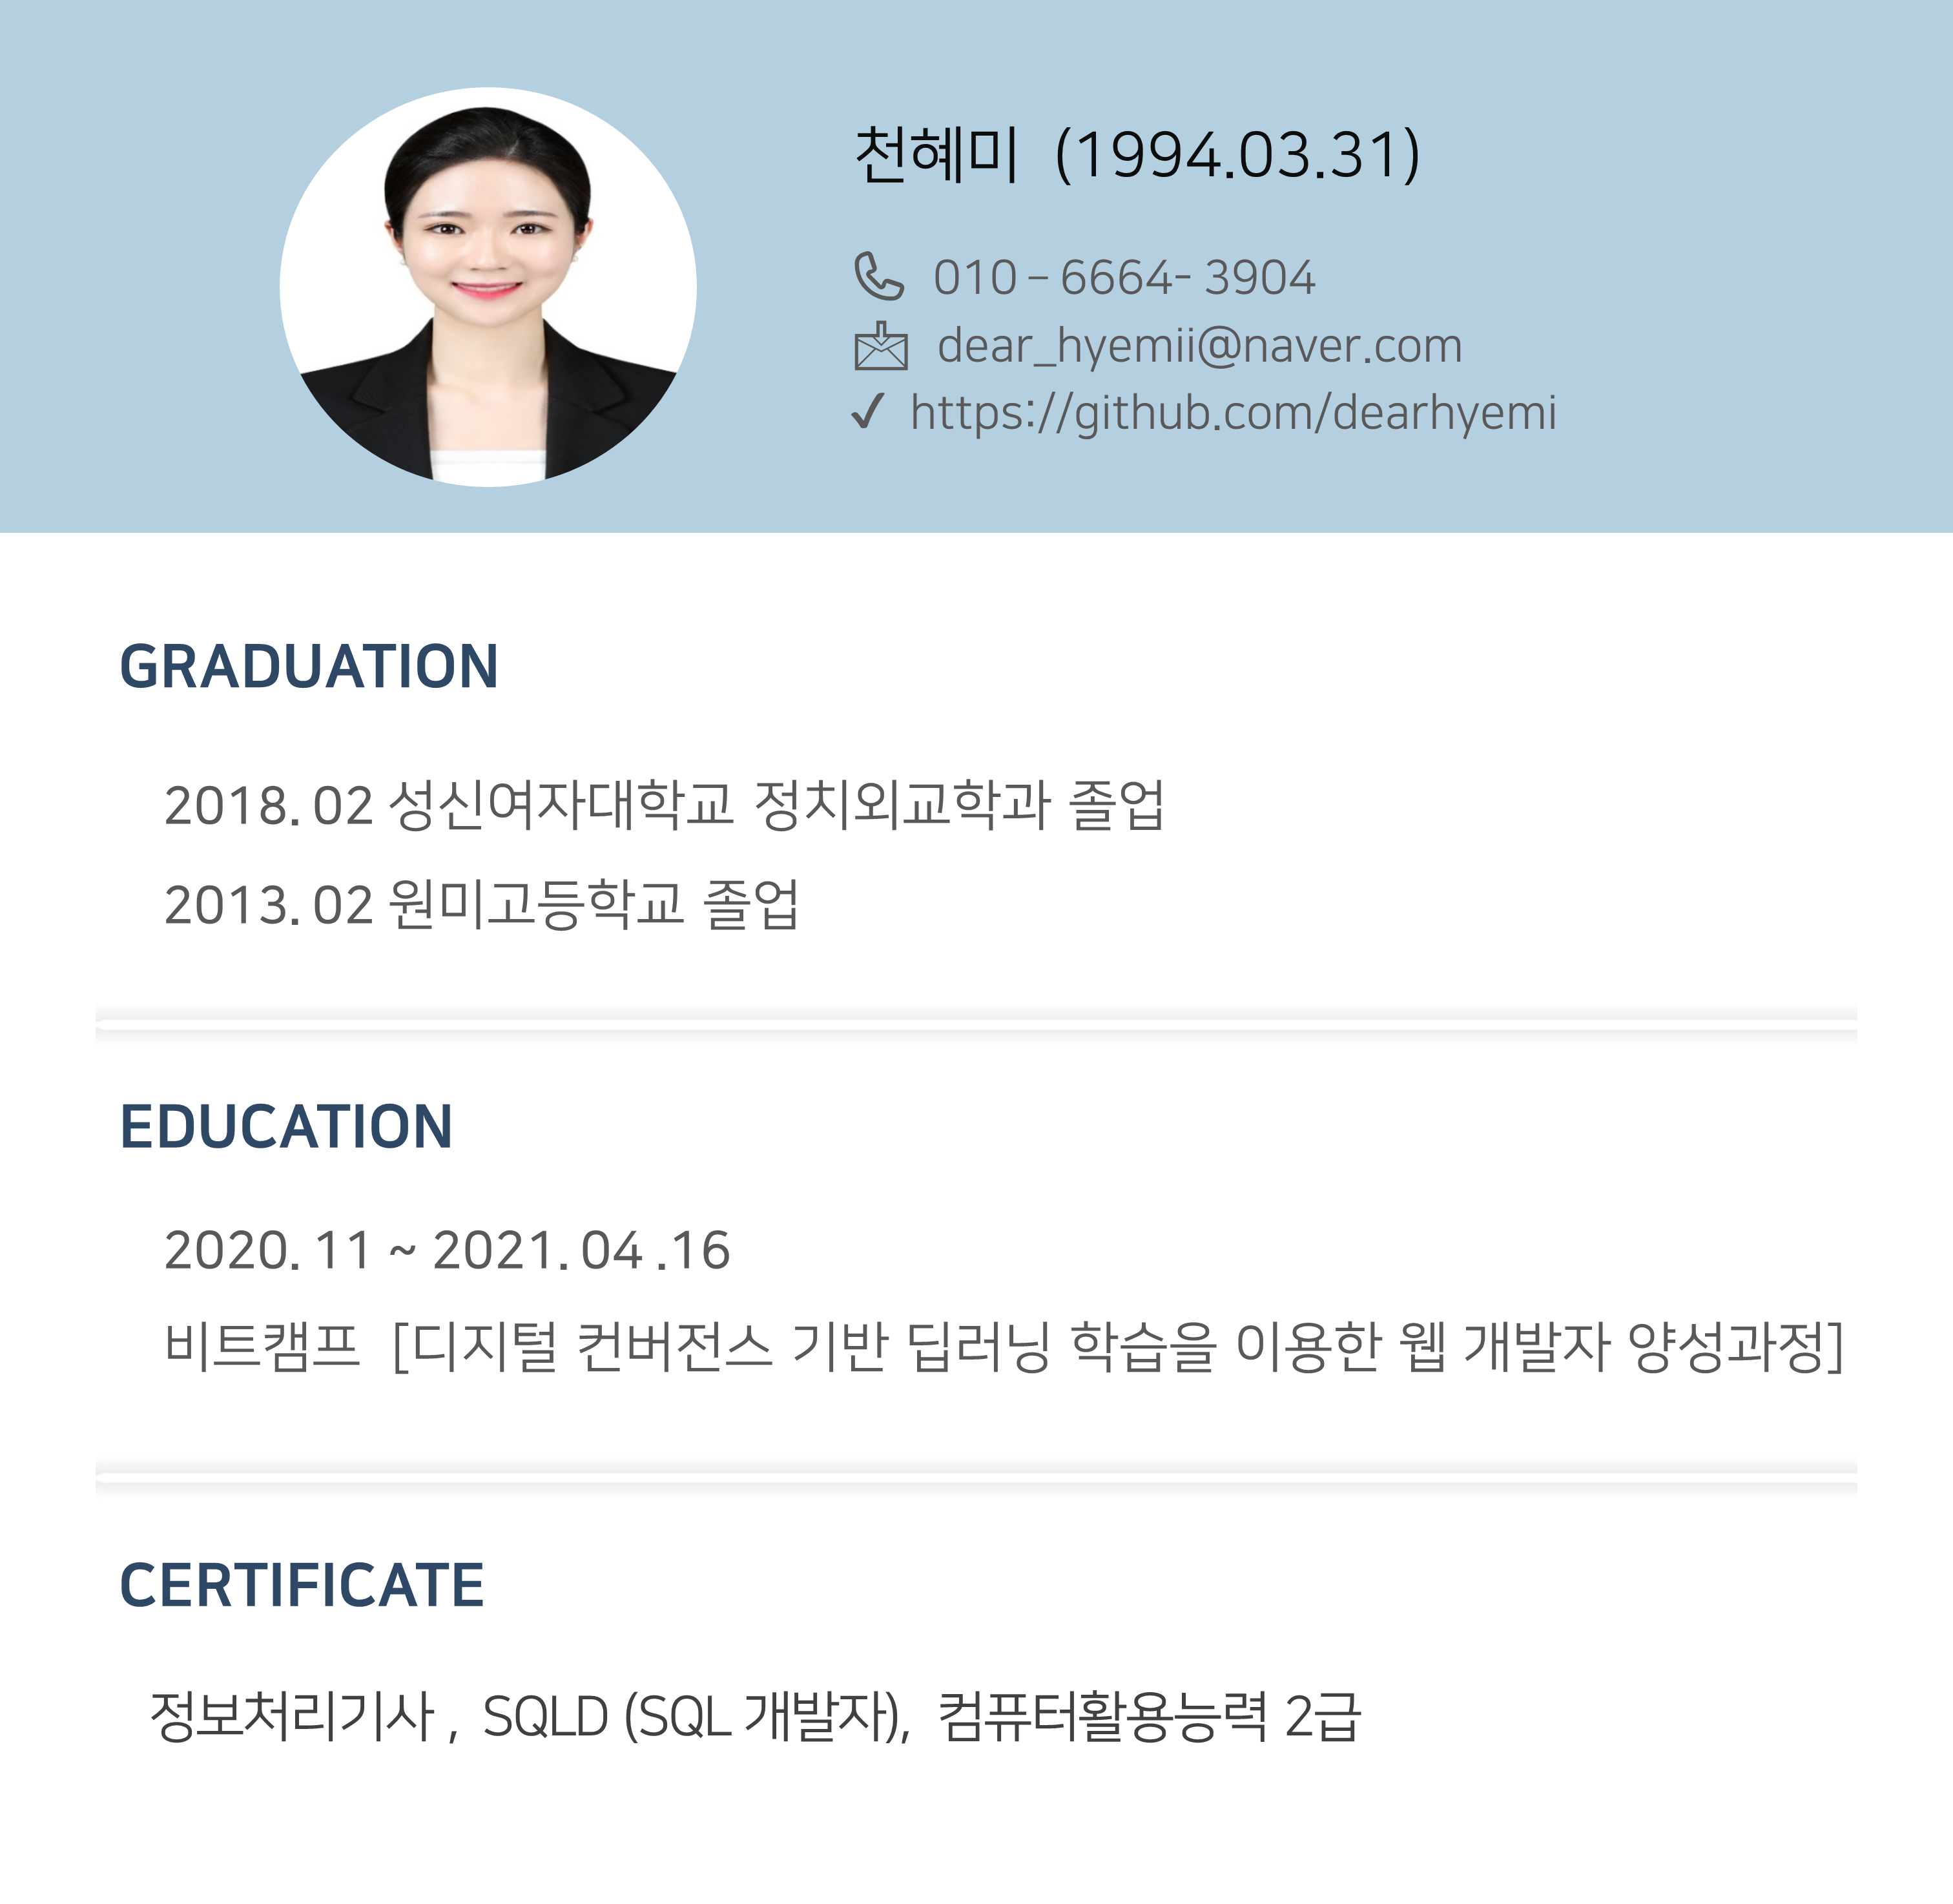 천혜미 (1994.03.31)
010 – 6664- 3904
dear_hyemii@naver.com
https://github.com/dearhyemi
GRADUATION
2018. 02 성신여자대학교 정치외교학과 졸업
2013. 02 원미고등학교 졸업
EDUCATION
2020. 11 ~ 2021. 04 .16
비트캠프 [디지털 컨버전스 기반 딥러닝 학습을 이용한 웹 개발자 양성과정]
CERTIFICATE
정보처리기사 , SQLD (SQL 개발자), 컴퓨터활용능력 2급